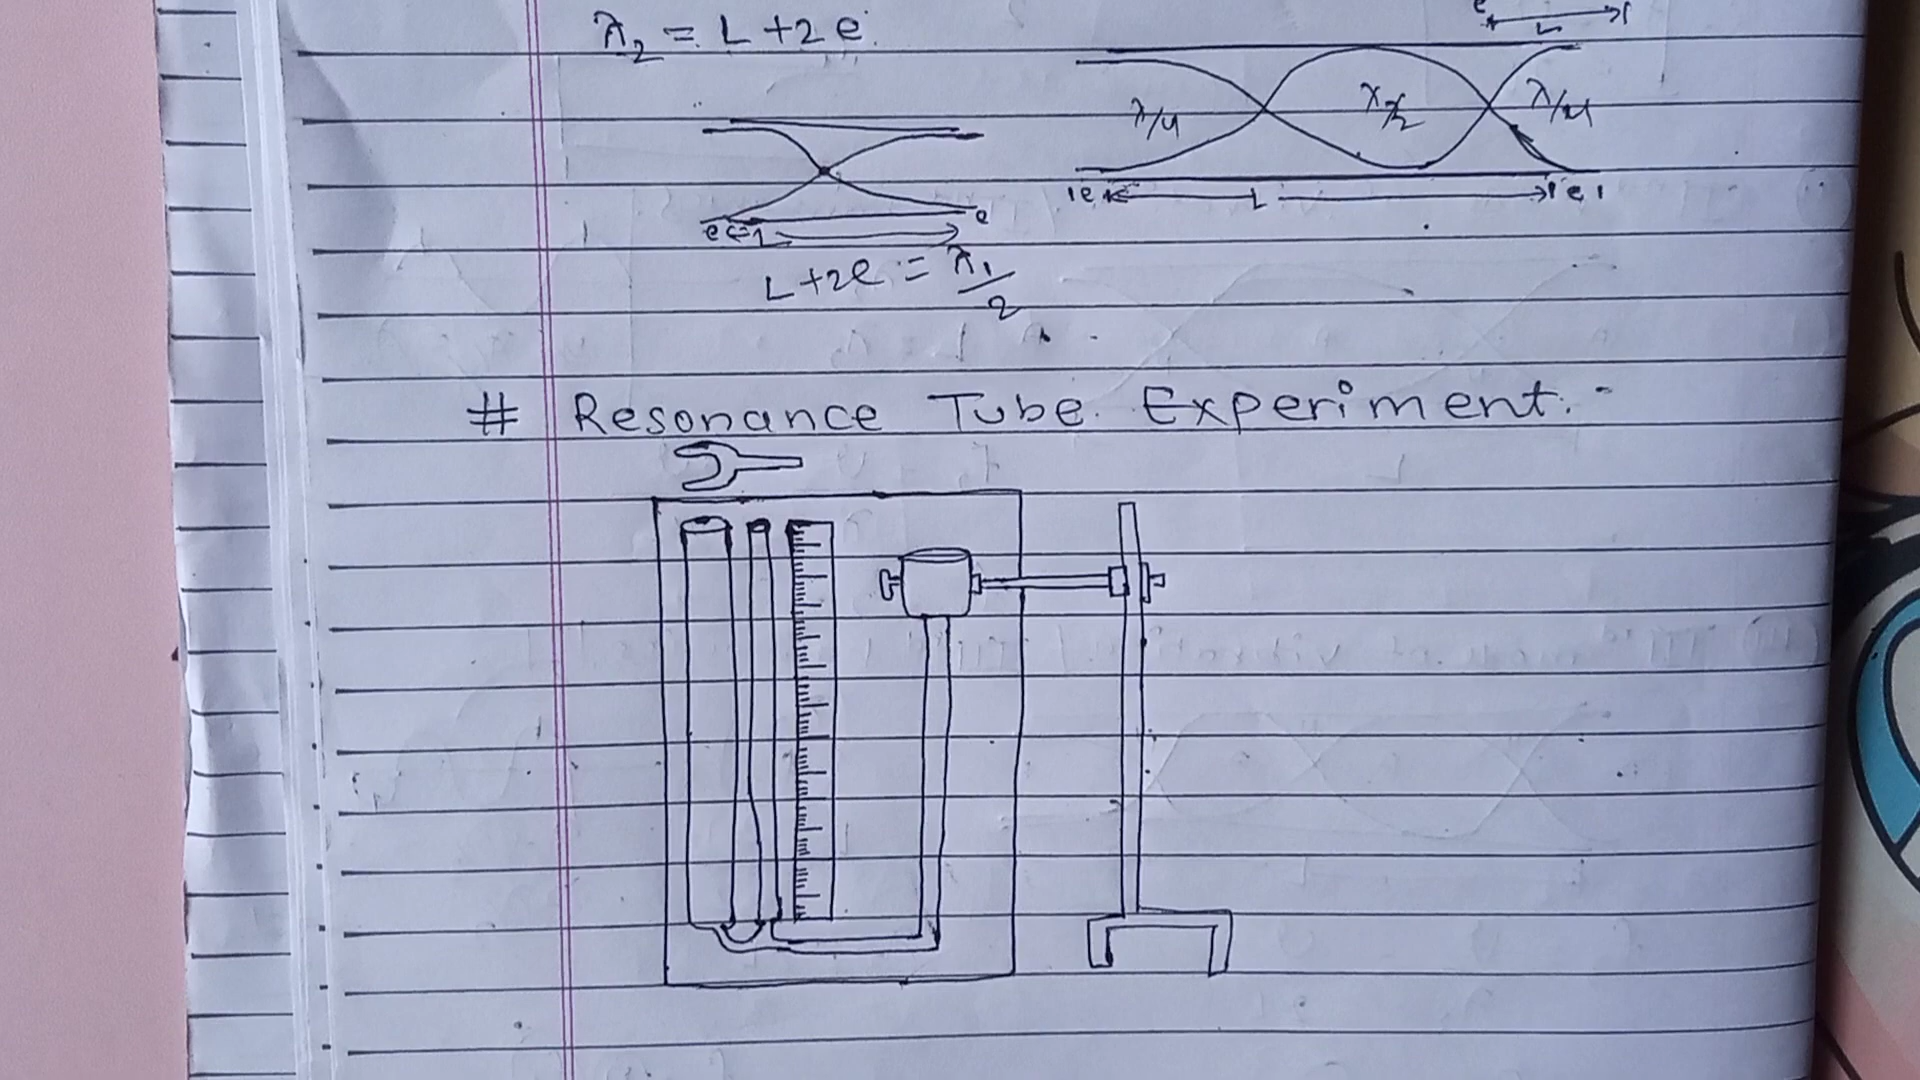 λ₂ = L + 2e
e L
λ/4 λ/2 λ/4
e L e
e L e
L + 2e = λ₁/2
# Resonance Tube Experiment :-